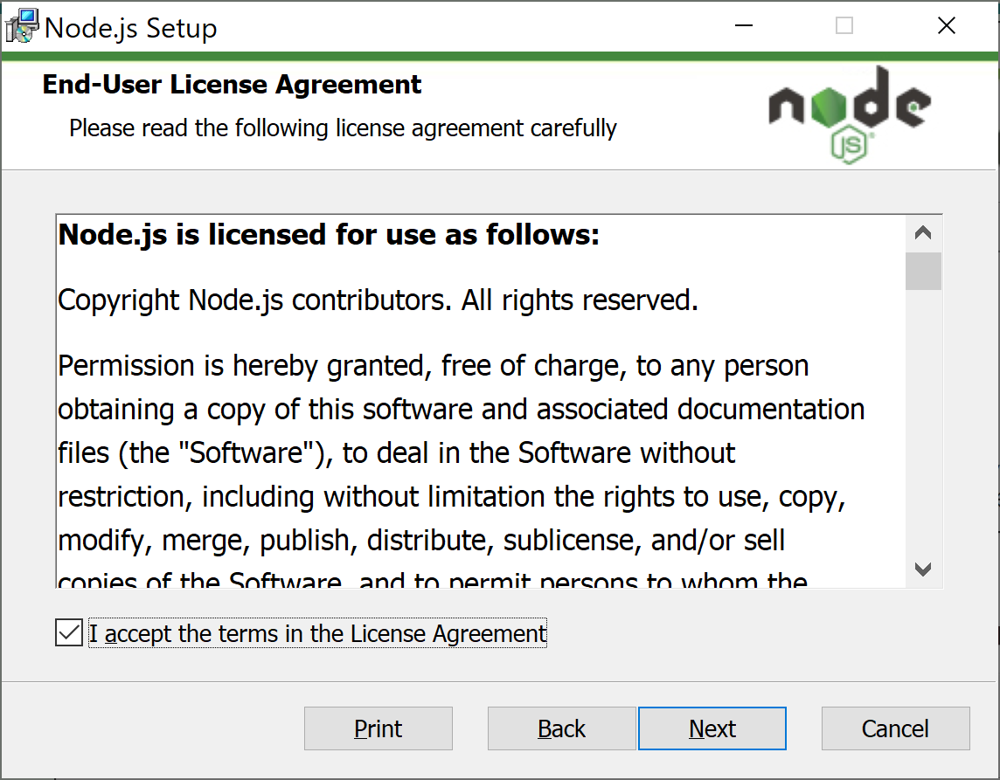 Node.js Setup
End-User License Agreement
Please read the following license agreement carefully
node
JS
Node.js is licensed for use as follows:
Copyright Node.js contributors. All rights reserved.
Permission is hereby granted, free of charge, to any person
obtaining a copy of this software and associated documentation
files (the "Software"), to deal in the Software without
restriction, including without limitation the rights to use, copy,
modify, merge, publish, distribute, sublicense, and/or sell
copies of the Software, and to permit persons to whom the
I accept the terms in the License Agreement
Print Back Next Cancel